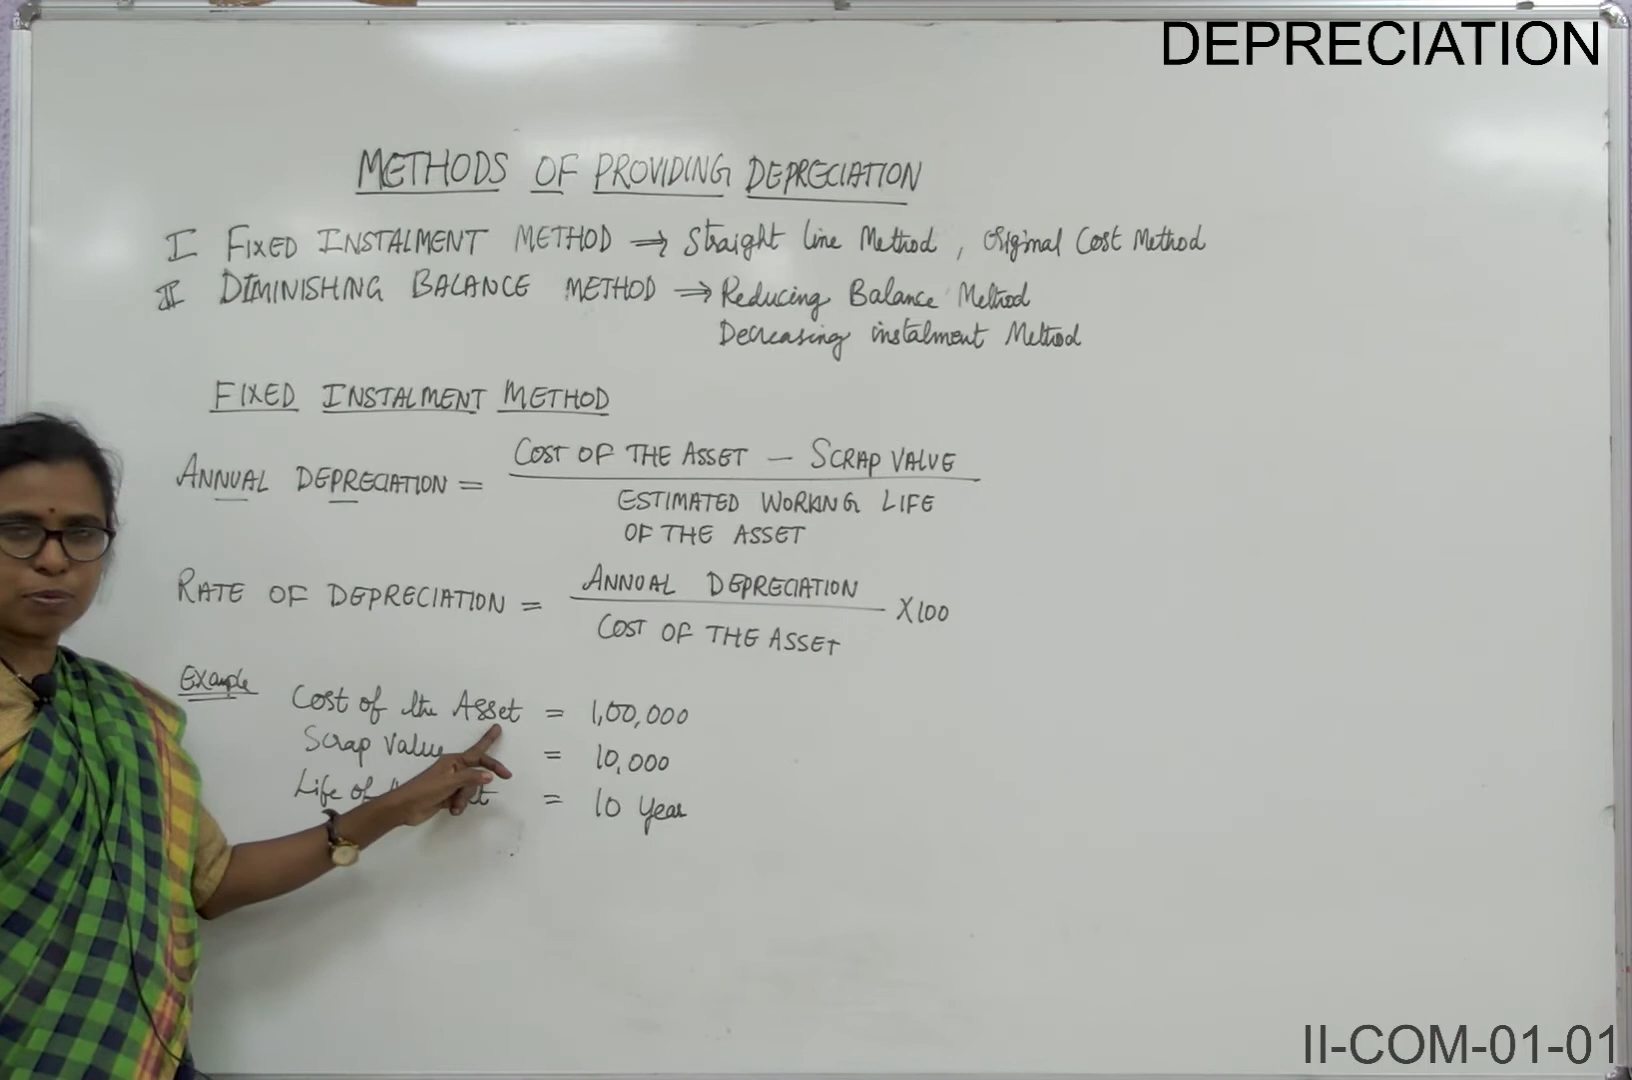 DEPRECIATION
METHODS OF PROVIDING DEPRECIATION
I FIXED INSTALMENT METHOD ⇒ Straight line Method, Original Cost Method
II DIMINISHING BALANCE METHOD ⇒ Reducing Balance Method
Decreasing instalment Method
FIXED INSTALMENT METHOD
ANNUAL DEPRECIATION = COST OF THE ASSET — SCRAP VALUE
ESTIMATED WORKING LIFE
OF THE ASSET
RATE OF DEPRECIATION = ANNUAL DEPRECIATION X100
COST OF THE ASSET
Example Cost of the Asset = 1,00,000
Scrap Value = 10,000
Life of = 10 Year
II-COM-01-01